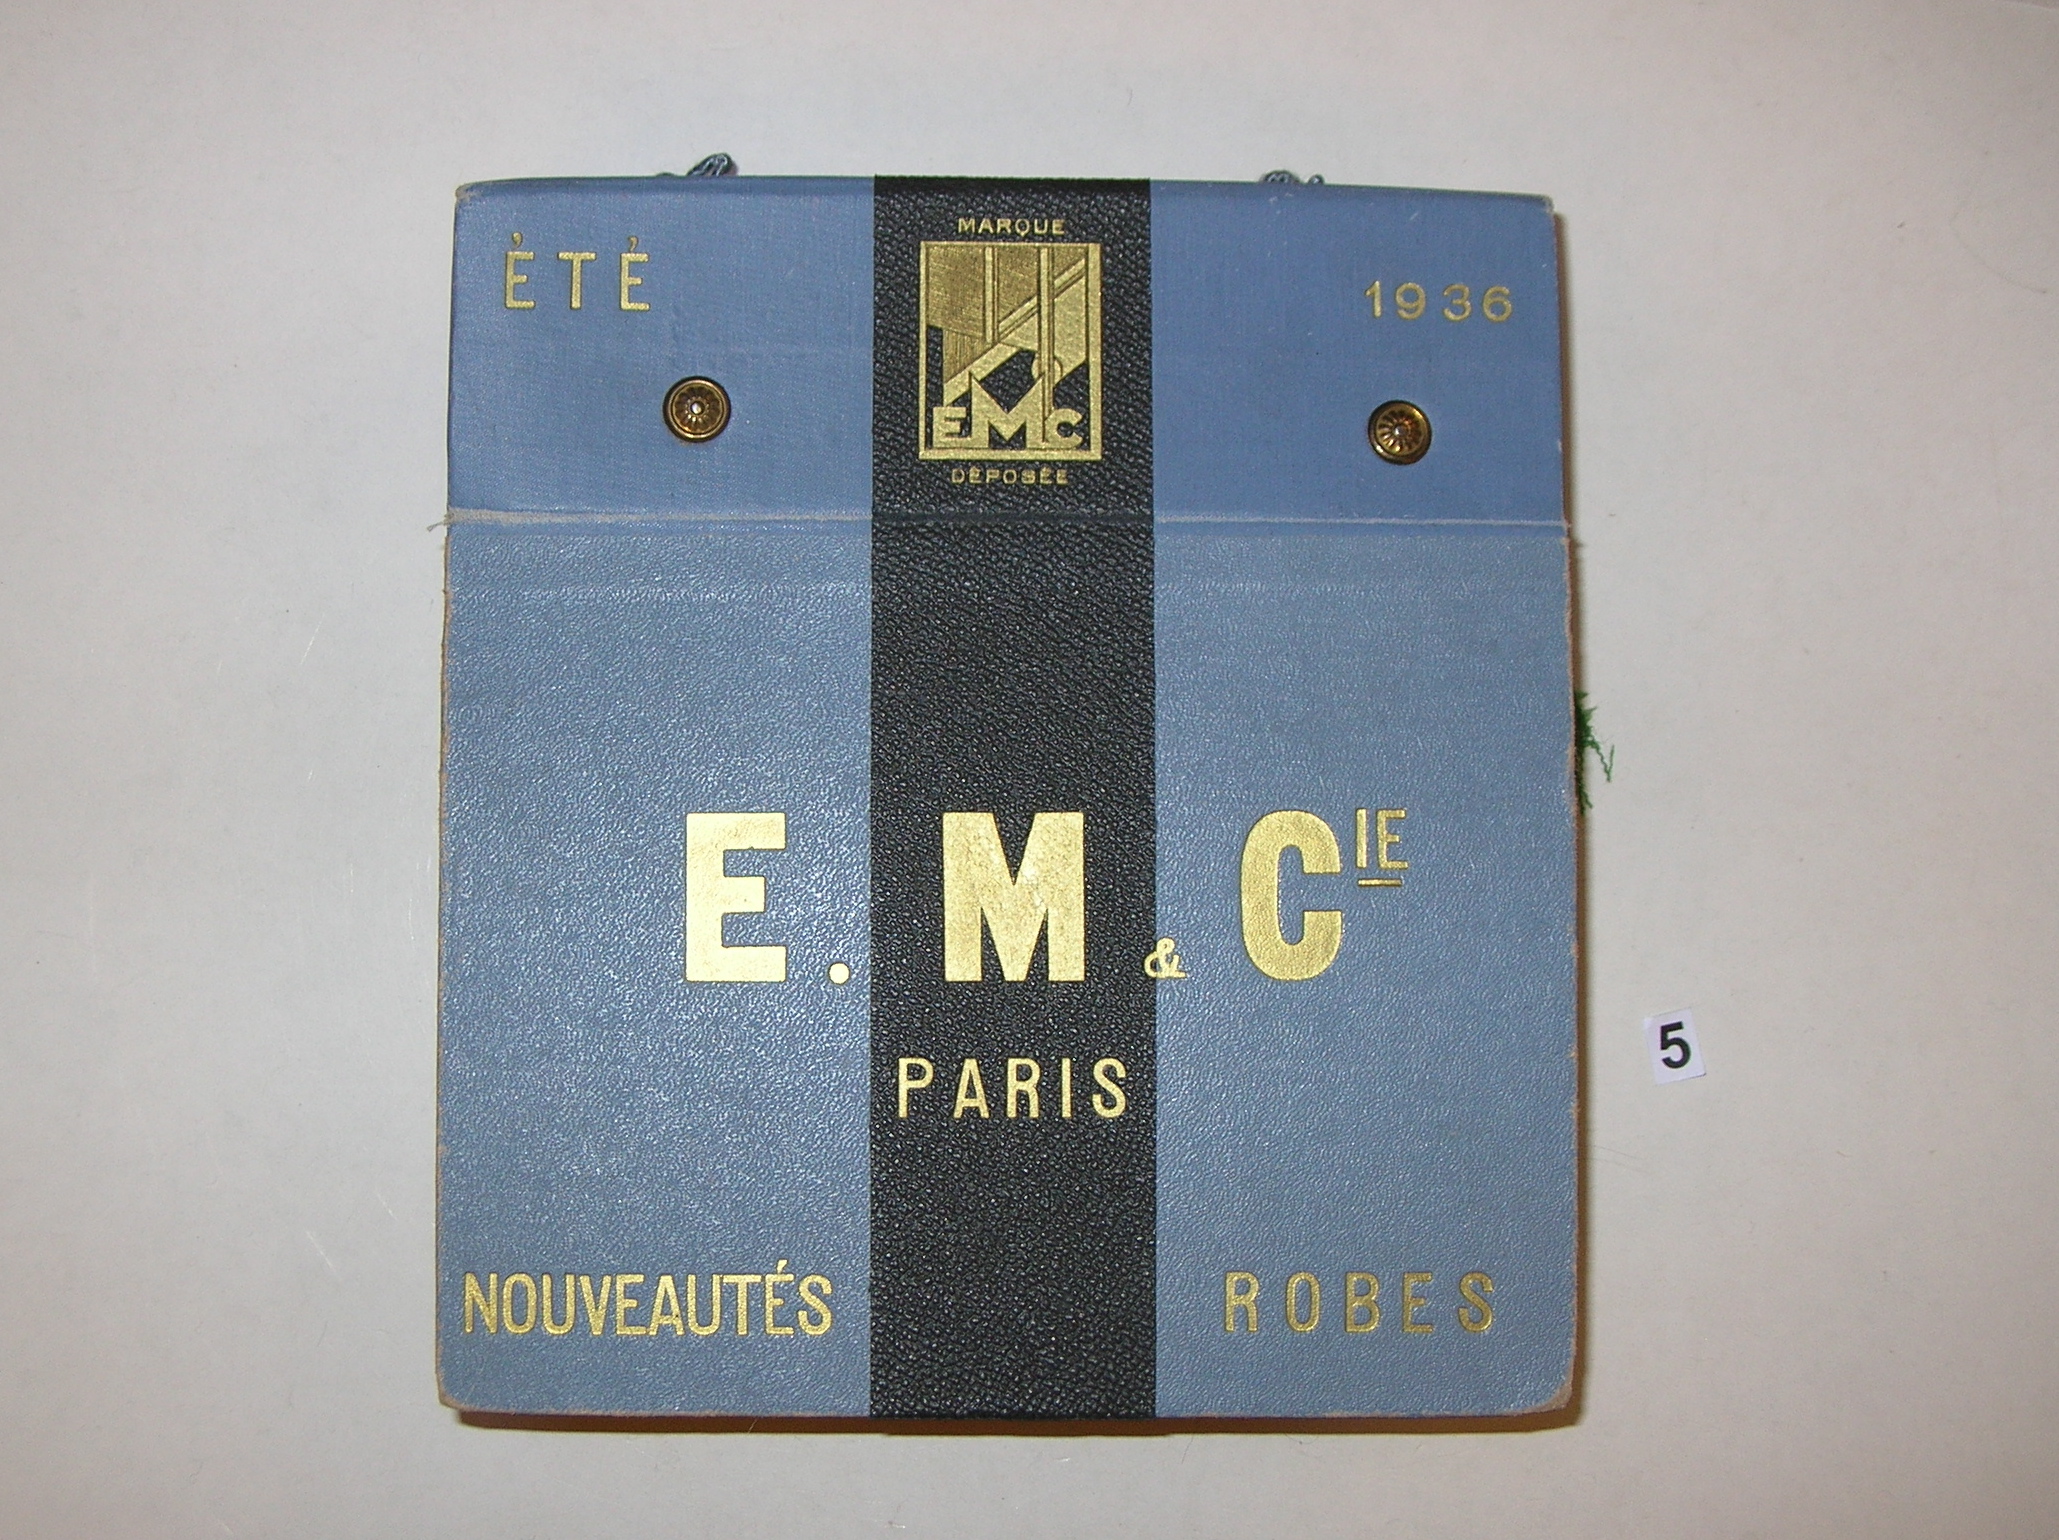 ÉTÉ
MARQUE
1936
EMC
DÉPOSÉE
E. M & CIE
PARIS
5
NOUVEAUTÉS
ROBES